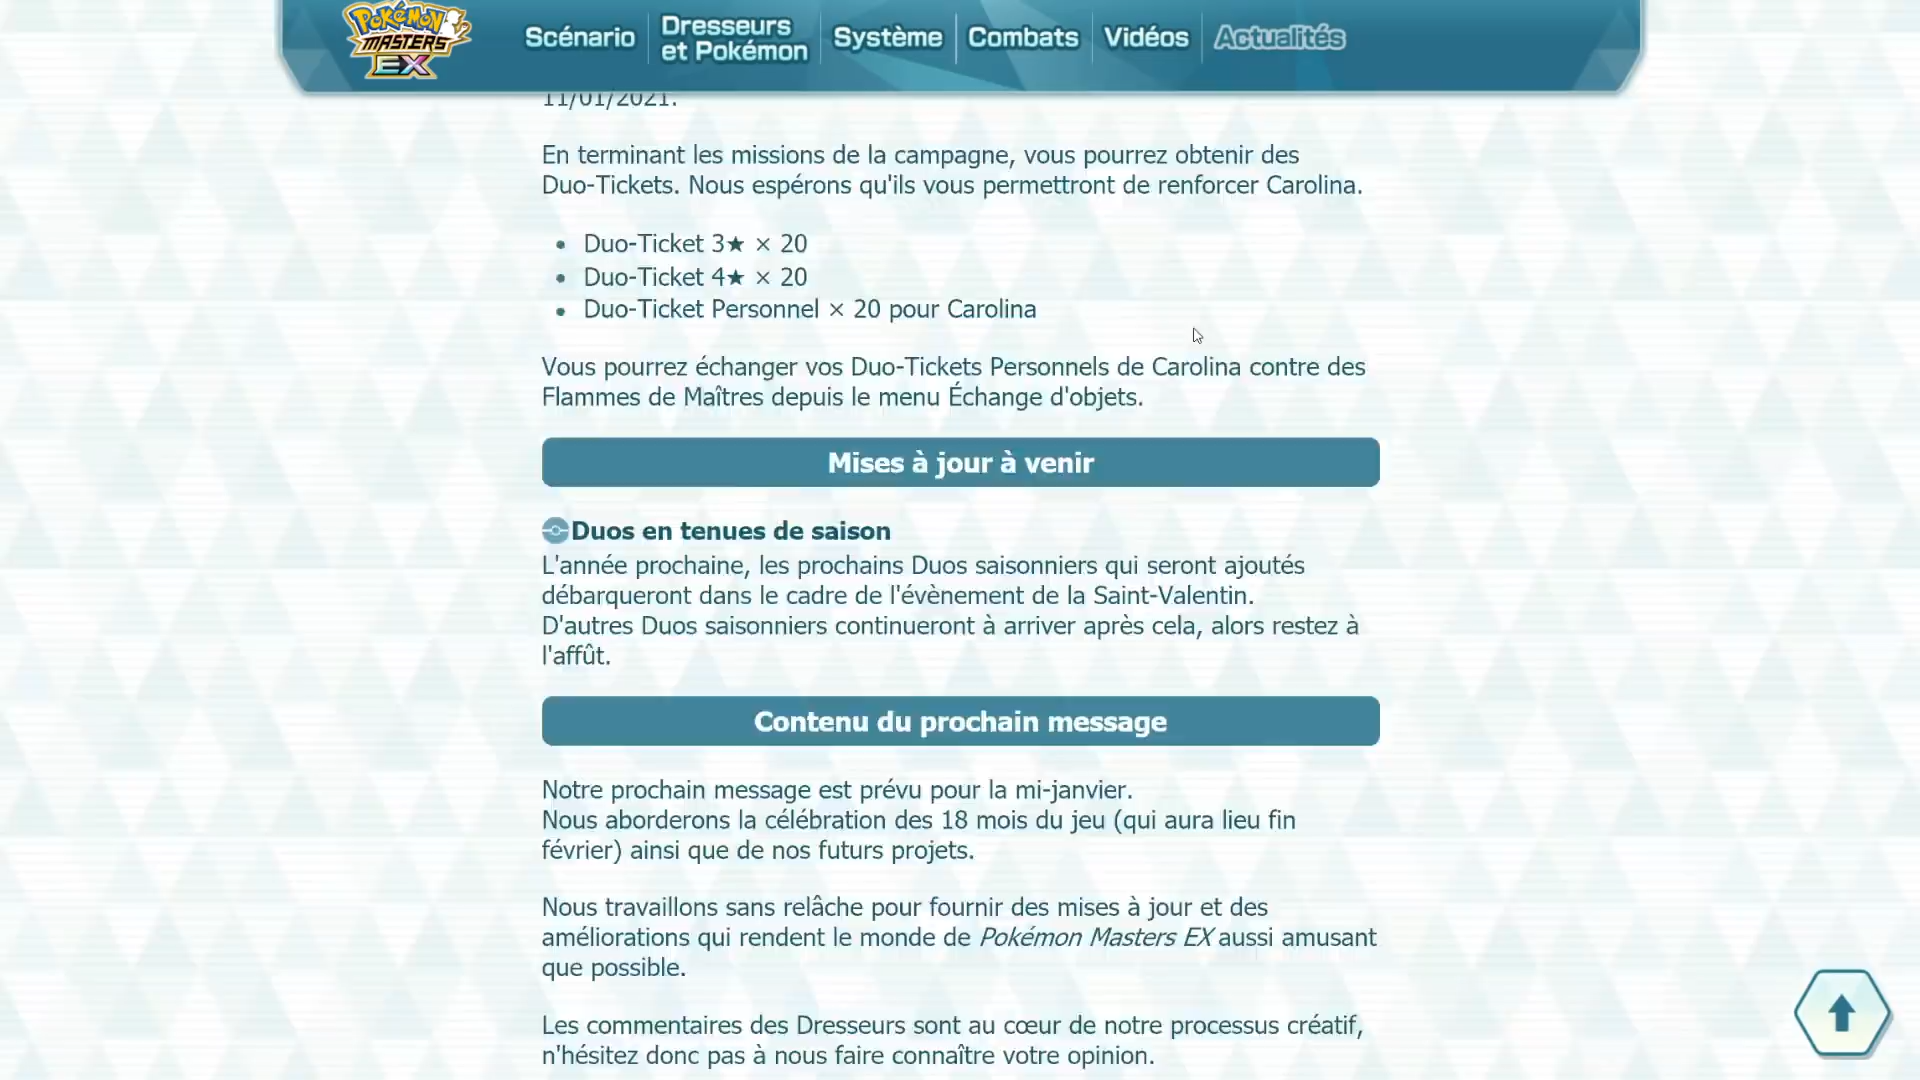 POKÉMON
MASTERS
EX
Scénario
Dresseurs
et Pokémon
Système
Combats
Vidéos
Actualités
11/01/2021.
En terminant les missions de la campagne, vous pourrez obtenir des
Duo-Tickets. Nous espérons qu'ils vous permettront de renforcer Carolina.
• Duo-Ticket 3★ × 20
• Duo-Ticket 4★ × 20
• Duo-Ticket Personnel × 20 pour Carolina
Vous pourrez échanger vos Duo-Tickets Personnels de Carolina contre des
Flammes de Maîtres depuis le menu Échange d'objets.
Mises à jour à venir
Duos en tenues de saison
L'année prochaine, les prochains Duos saisonniers qui seront ajoutés
débarqueront dans le cadre de l'évènement de la Saint-Valentin.
D'autres Duos saisonniers continueront à arriver après cela, alors restez à
l'affût.
Contenu du prochain message
Notre prochain message est prévu pour la mi-janvier.
Nous aborderons la célébration des 18 mois du jeu (qui aura lieu fin
février) ainsi que de nos futurs projets.
Nous travaillons sans relâche pour fournir des mises à jour et des
améliorations qui rendent le monde de Pokémon Masters EX aussi amusant
que possible.
Les commentaires des Dresseurs sont au cœur de notre processus créatif,
n'hésitez donc pas à nous faire connaître votre opinion.